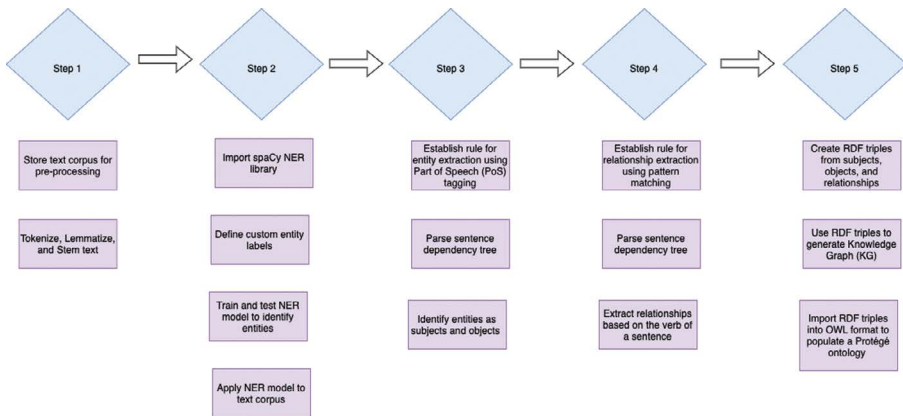 Step 1
Step 2
Step 3
Step 4
Step 5
Store text corpus for
pre-processing
Tokenize, Lemmatize,
and Stem text
Import spaCy NER
library
Define custom entity
labels
Train and test NER
model to identify
entities
Apply NER model to
text corpus
Establish rule for
entity extraction using
Part of Speech (PoS)
tagging
Parse sentence
dependency tree
Identify entities as
subjects and objects
Establish rule for
relationship extraction
using pattern
matching
Parse sentence
dependency tree
Extract relationships
based on the verb of
a sentence
Create RDF triples
from subjects,
objects, and
relationships
Use RDF triples to
generate Knowledge
Graph (KG)
Import RDF triples
into OWL format to
populate a Protégé
ontology